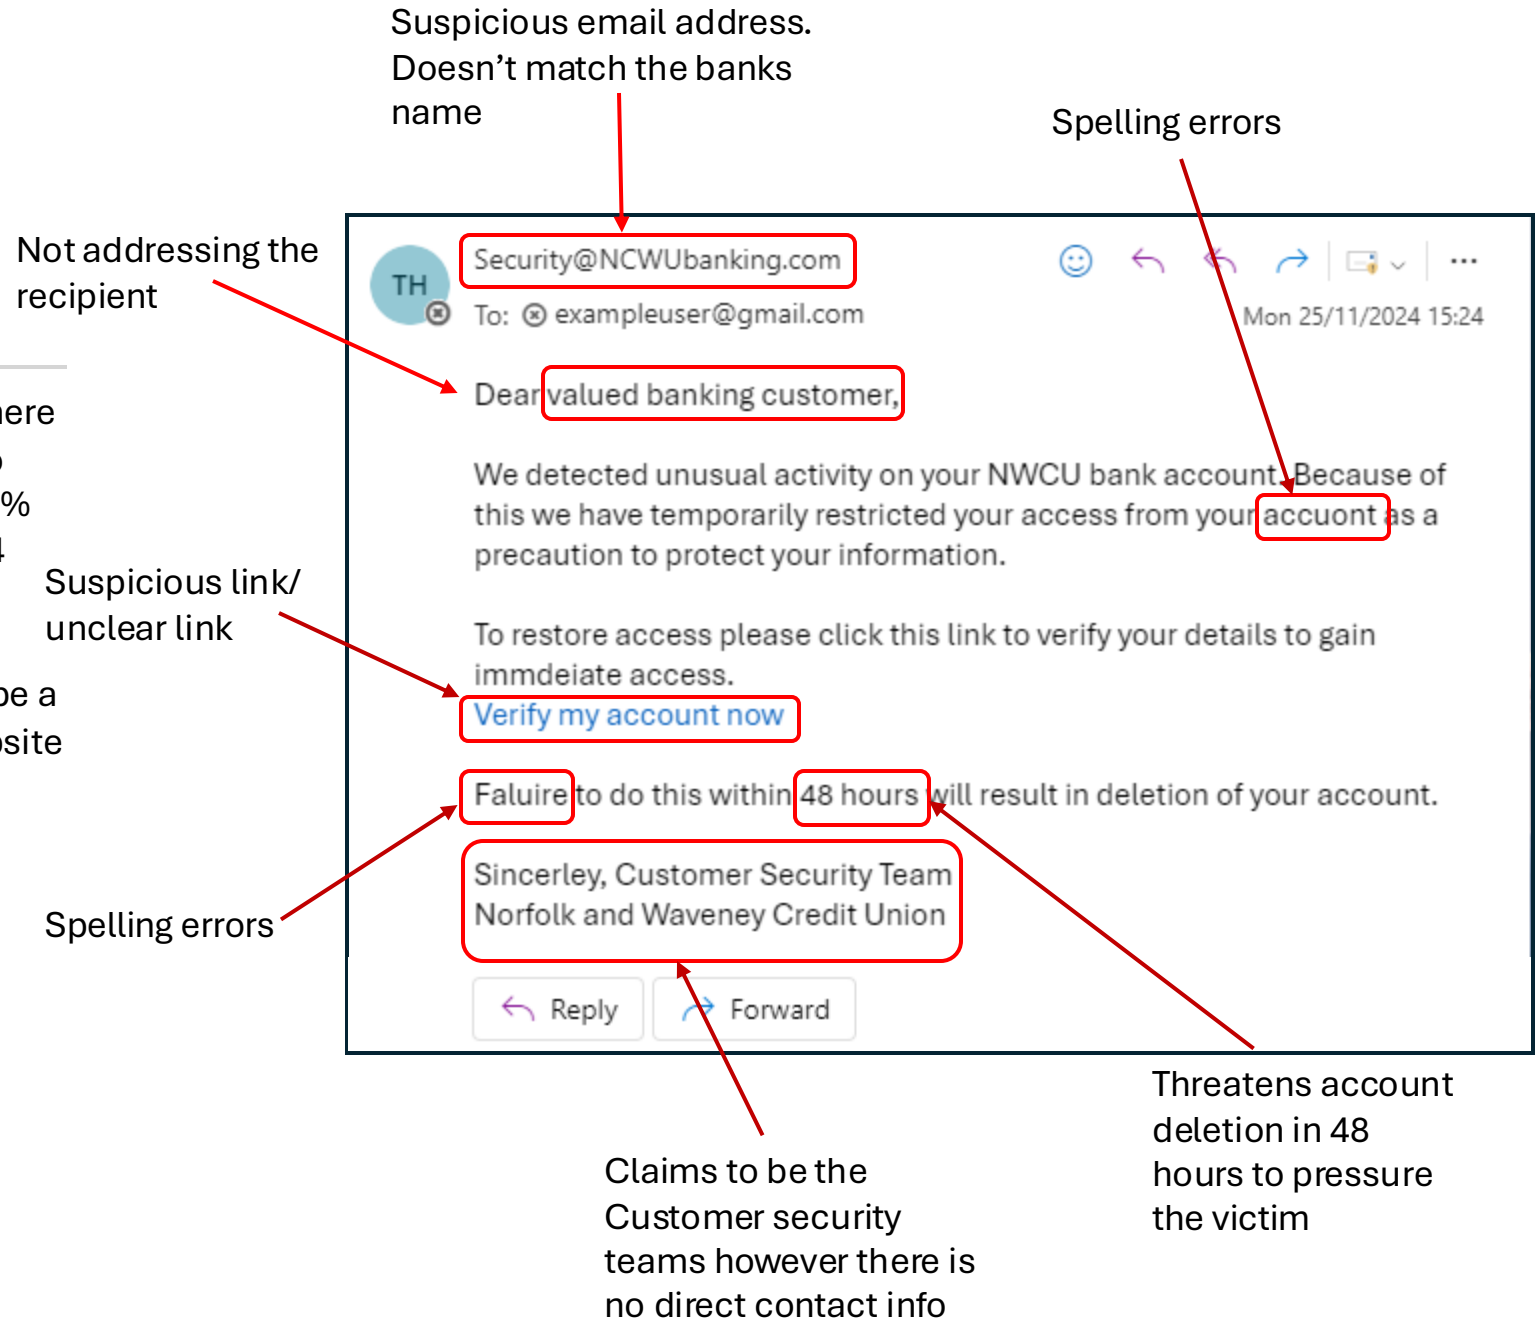 Suspicious email address.
Doesn't match the banks
name
Spelling errors
Not addressing the
recipient
Security@NCWUbanking.com
TH
To: exampleuser@gmail.com
Mon 25/11/2024 15:24
Dear valued banking customer,
We detected unusual activity on your NWCU bank account. Because of
this we have temporarily restricted your access from your accuont as a
precaution to protect your information.
%
Suspicious link/
unclear link
To restore access please click this link to verify your details to gain
immdeiate access.
Verify my account now
be a
Faluire to do this within 48 hours will result in deletion of your account.
Spelling errors
Sincerley, Customer Security Team
Norfolk and Waveney Credit Union
Reply
Forward
Threatens account
deletion in 48
hours to pressure
the victim
Claims to be the
Customer security
teams however there is
no direct contact info